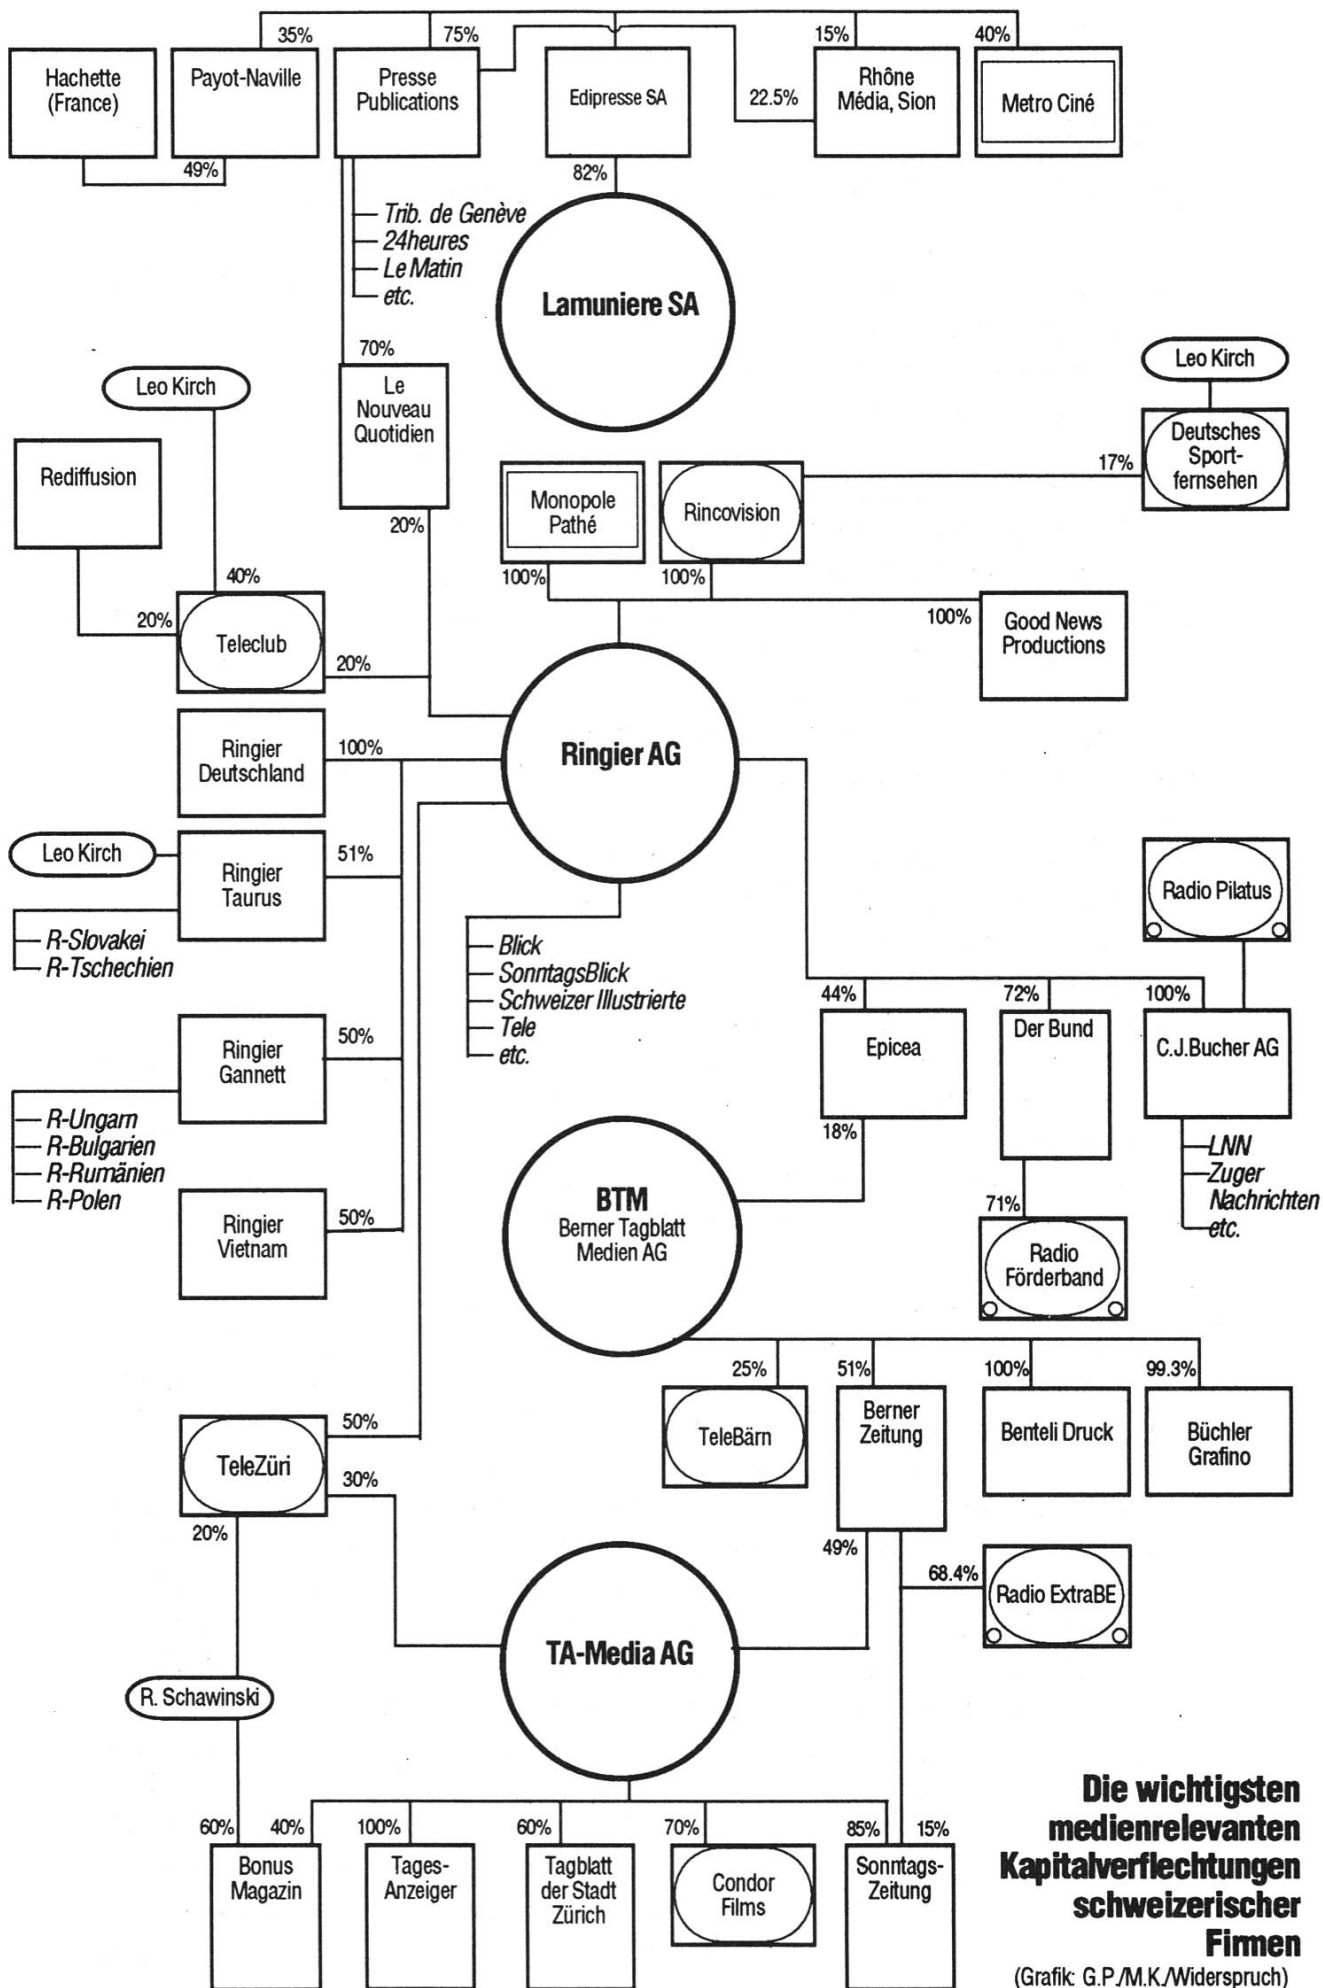 35%
75%
15%
40%
Hachette
(France)
Payot-Naville
Presse
Publications
Edipresse SA
22.5%
Rhône
Média, Sion
Metro Ciné
49%
82%
Trib. de Genève
24heures
Le Matin
etc.
Lamuniere SA
70%
Le
Nouveau
Quotidien
20%
Leo Kirch
Leo Kirch
Deutsches
Sport-
fernsehen
17%
Rediffusion
Monopole
Pathé
Rincovision
100%
100%
40%
20%
Teleclub
20%
100%
Good News
Productions
Ringier
Deutschland
100%
Ringier AG
Leo Kirch
Ringier
Taurus
51%
R-Slovakei
R-Tschechien
Radio Pilatus
Blick
SonntagsBlick
Schweizer Illustrierte
Tele
etc.
44%
72%
100%
Epicea
Der Bund
C.J.Bucher AG
Ringier
Gannett
50%
R-Ungarn
R-Bulgarien
R-Rumänien
R-Polen
18%
LNN
Zuger
Nachrichten
etc.
Ringier
Vietnam
50%
BTM
Berner Tagblatt
Medien AG
71%
Radio
Förderband
25%
51%
100%
99.3%
TeleBärn
Berner
Zeitung
Benteli Druck
Büchler
Grafino
TeleZüri
50%
30%
20%
49%
68.4%
Radio ExtraBE
TA-Media AG
R. Schawinski
60%
40%
100%
60%
70%
85%
15%
Bonus
Magazin
Tages-
Anzeiger
Tagblatt
der Stadt
Zürich
Condor
Films
Sonntags-
Zeitung
Die wichtigsten
medienrelevanten
Kapitalverflechtungen
schweizerischer
Firmen
(Grafik: G.P./M.K./Widerspruch)